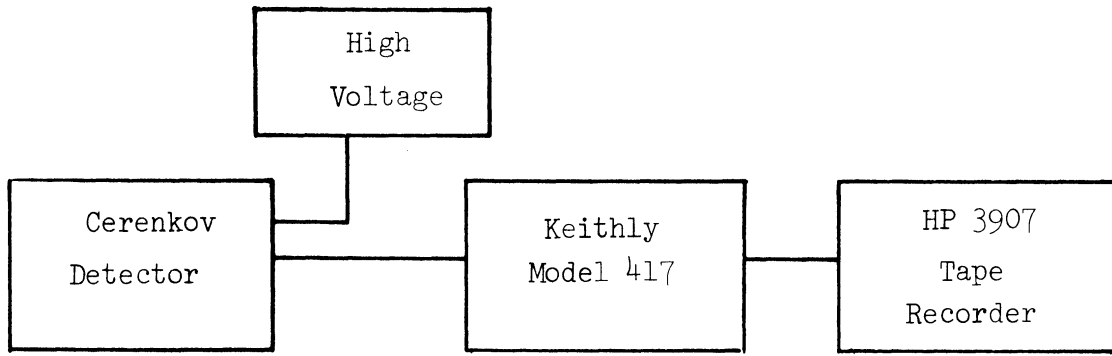 High
Voltage
Cerenkov
Detector
Keithly
Model 417
HP 3907
Tape
Recorder